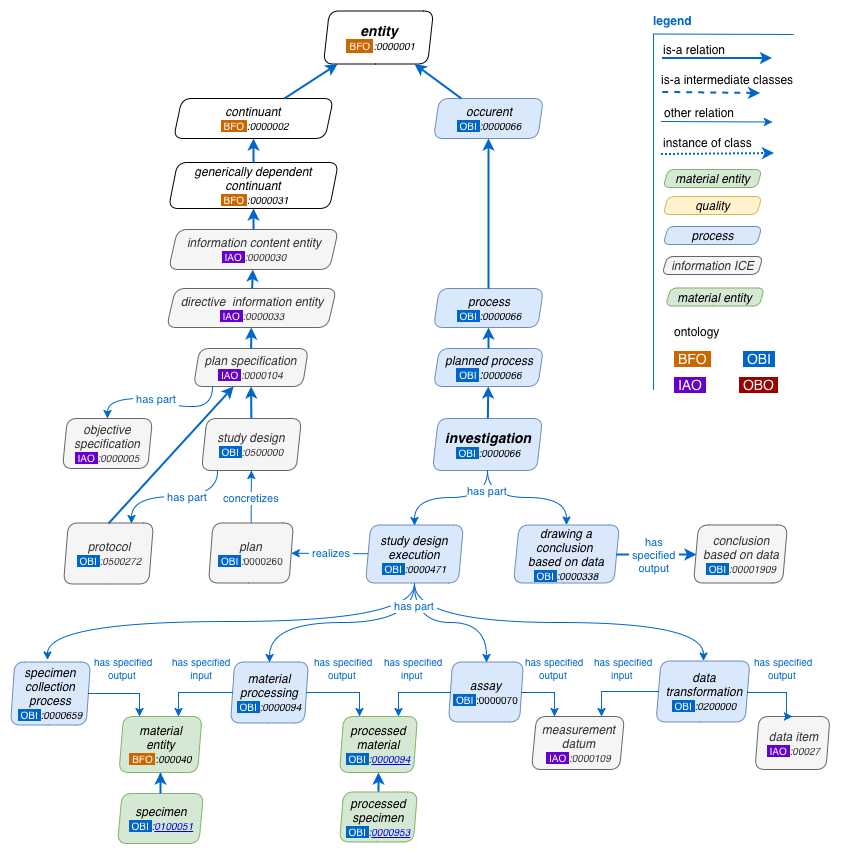 entity
BFO:0000001
legend
is-a relation
is-a intermediate classes
other relation
instance of class
material entity
quality
process
information ICE
material entity
ontology
BFO OBI
IAO OBO
continuant
BFO:0000002
occurent
OBI:0000066
generically dependent
continuant
BFO:0000031
information content entity
IAO:0000030
directive information entity
IAO:0000033
process
OBI:0000066
plan specification
IAO:0000104
planned process
OBI:0000066
has part
objective
specification
IAO:0000005
study design
OBI:0500000
investigation
OBI:0000066
has part
concretizes
has part
protocol
OBI:0500272
plan
OBI:0000260
realizes
study design
execution
OBI:0000471
drawing a
conclusion
based on data
OBI:0000338
has
specified
output
conclusion
based on data
OBI:00001909
has part
specimen
collection
process
OBI:0000659
has specified
output
has specified
input
material
processing
OBI:0000094
has specified
output
has specified
input
assay
OBI:0000070
has specified
output
has specified
input
data
transformation
OBI:0200000
has specified
output
material
entity
BFO:000040
processed
material
OBI:0000094
measurement
datum
IAO:0000109
data item
IAO:00027
specimen
OBI:0100051
processed
specimen
OBI:0000953